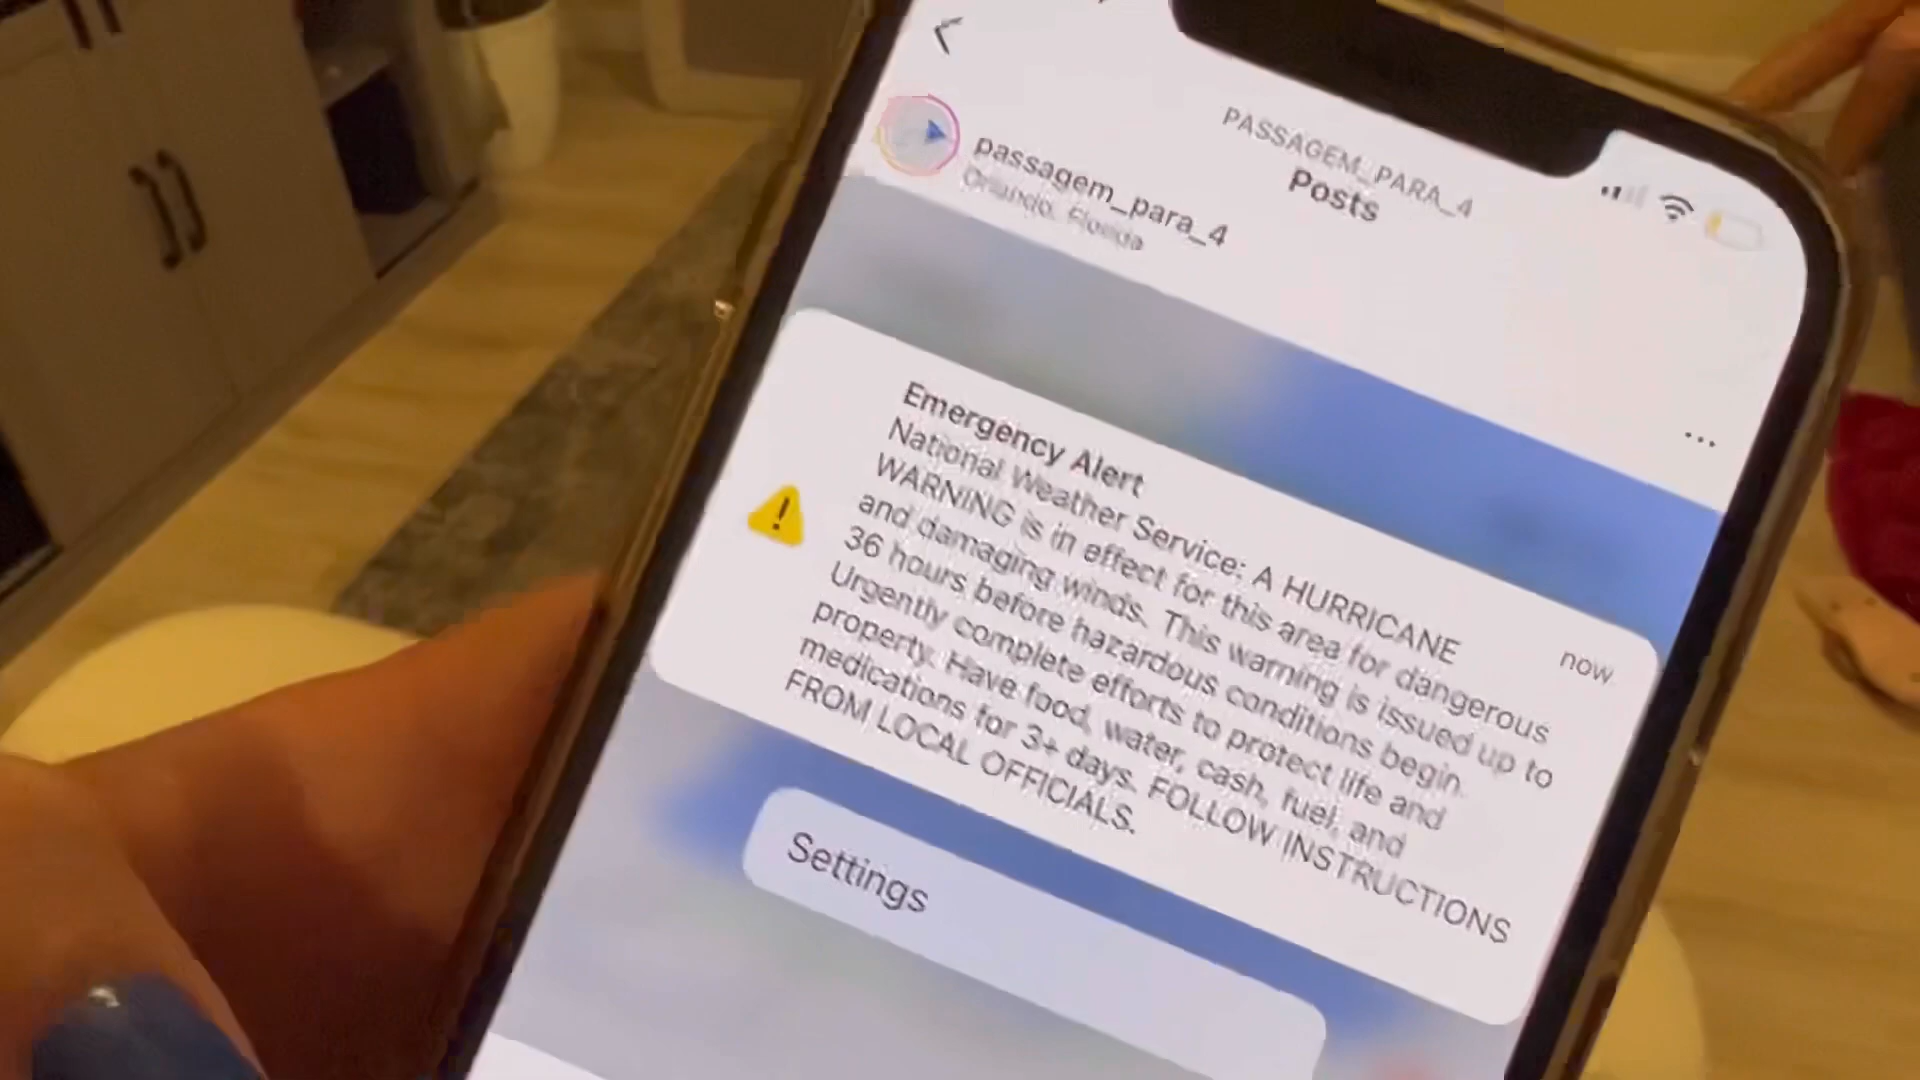 PASSAGEM_PARA_4
Posts
passagem_para_4
Orlando, Florida
Emergency Alert
now
National Weather Service: A HURRICANE
WARNING is in effect for this area for dangerous
and damaging winds. This warning is issued up to
36 hours before hazardous conditions begin.
Urgently complete efforts to protect life and
property. Have food, water, cash, fuel, and
medications for 3+ days. FOLLOW INSTRUCTIONS
FROM LOCAL OFFICIALS.
Settings